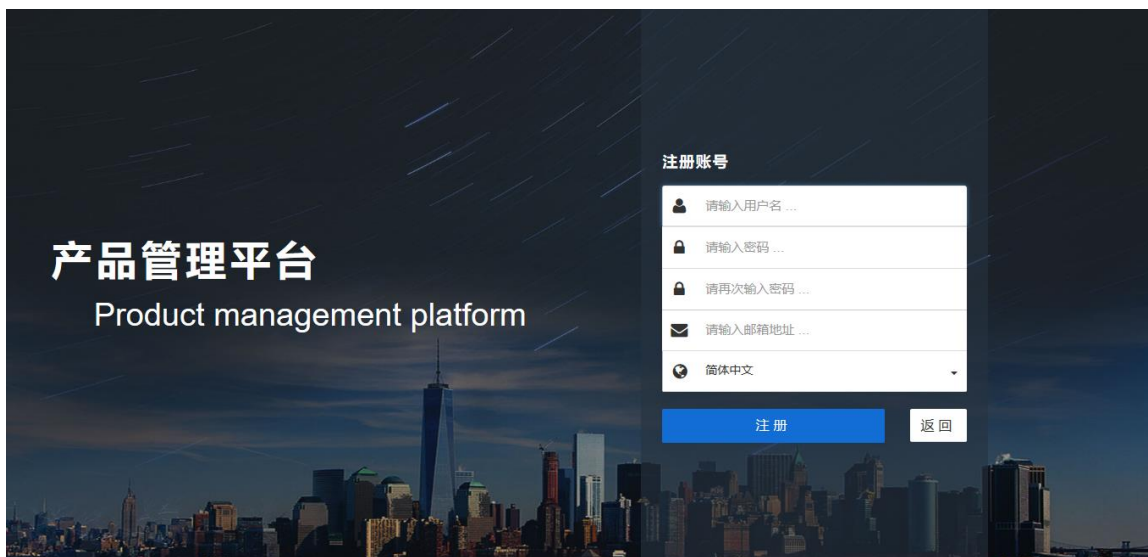 产品管理平台
Product management platform
注册账号
请输入用户名 ...
请输入密码 ...
请再次输入密码 ...
请输入邮箱地址 ...
简体中文
注 册
返 回